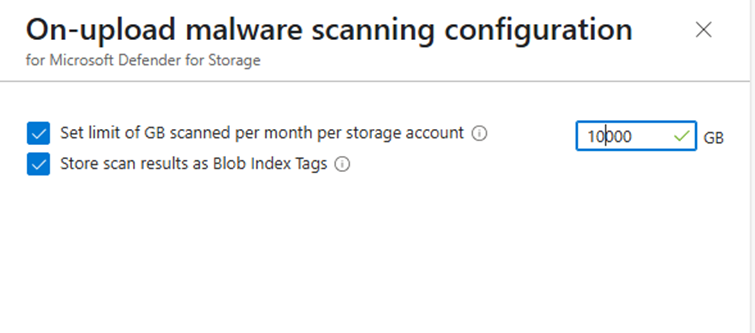 On-upload malware scanning configuration
for Microsoft Defender for Storage
Set limit of GB scanned per month per storage account 10000 GB
Store scan results as Blob Index Tags